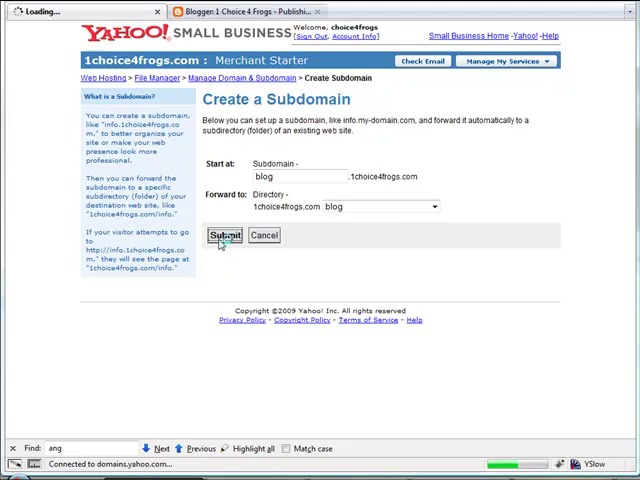 Loading...
Blogger: 1 Choice 4 Frogs - Publishi...
YAHOO! SMALL BUSINESS
Welcome, choice4frogs
[Sign Out, Account Info]
Small Business Home - Yahoo! - Help
1choice4frogs.com : Merchant Starter
Check Email
Manage My Services
Web Hosting > File Manager > Manage Domain & Subdomain > Create Subdomain
What is a Subdomain?
You can create a subdomain,
like "info.1choice4frogs.co
m," to better organize your
site or make your web
presence look more
professional.
Then you can forward the
subdomain to a specific
subdirectory (folder) of your
destination web site, like
"1choice4frogs.com/info."
If your visitor attempts to go
to
http://info.1choice4frogs.co
m," they will see the page at
"1choice4frogs.com/info."
Create a Subdomain
Below you can set up a subdomain, like info.my-domain.com, and forward it automatically to a
subdirectory (folder) of an existing web site.
Start at:
Subdomain -
blog .1choice4frogs.com
Forward to:
Directory -
1choice4frogs.com blog
Submit
Cancel
Copyright ©2009 Yahoo! Inc. All rights reserved
Privacy Policy - Copyright Policy - Terms of Service - Help
Find: ang Next Previous Highlight all Match case
Connected to domains.yahoo.com...
YSlow